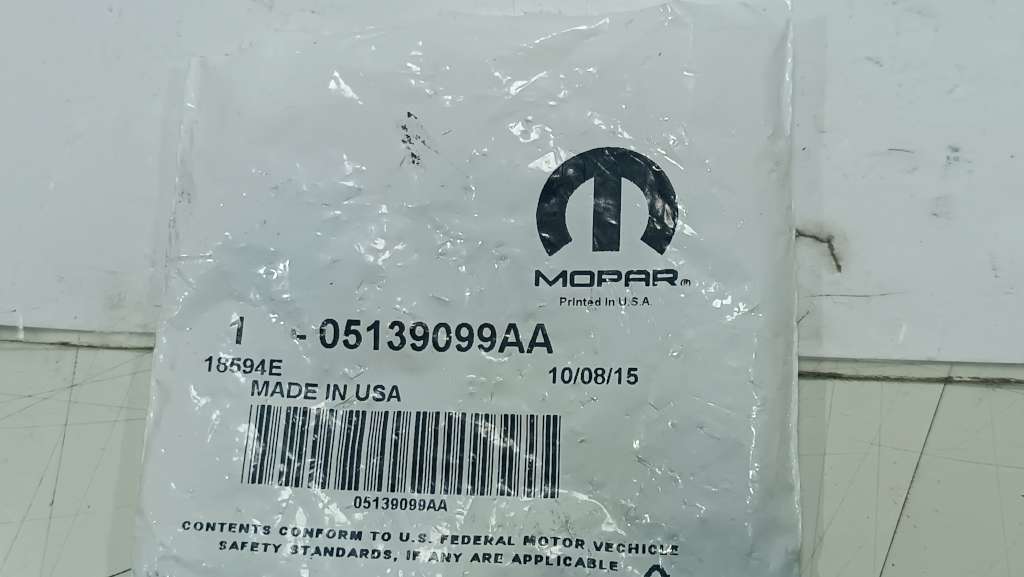 MOPAR
Printed In U.S.A.
1 - 05139099AA
18594E
10/08/15
MADE IN USA
05139099AA
CONTENTS CONFORM TO U.S. FEDERAL MOTOR VECHICLE
SAFETY STANDARDS, IF ANY ARE APPLICABLE